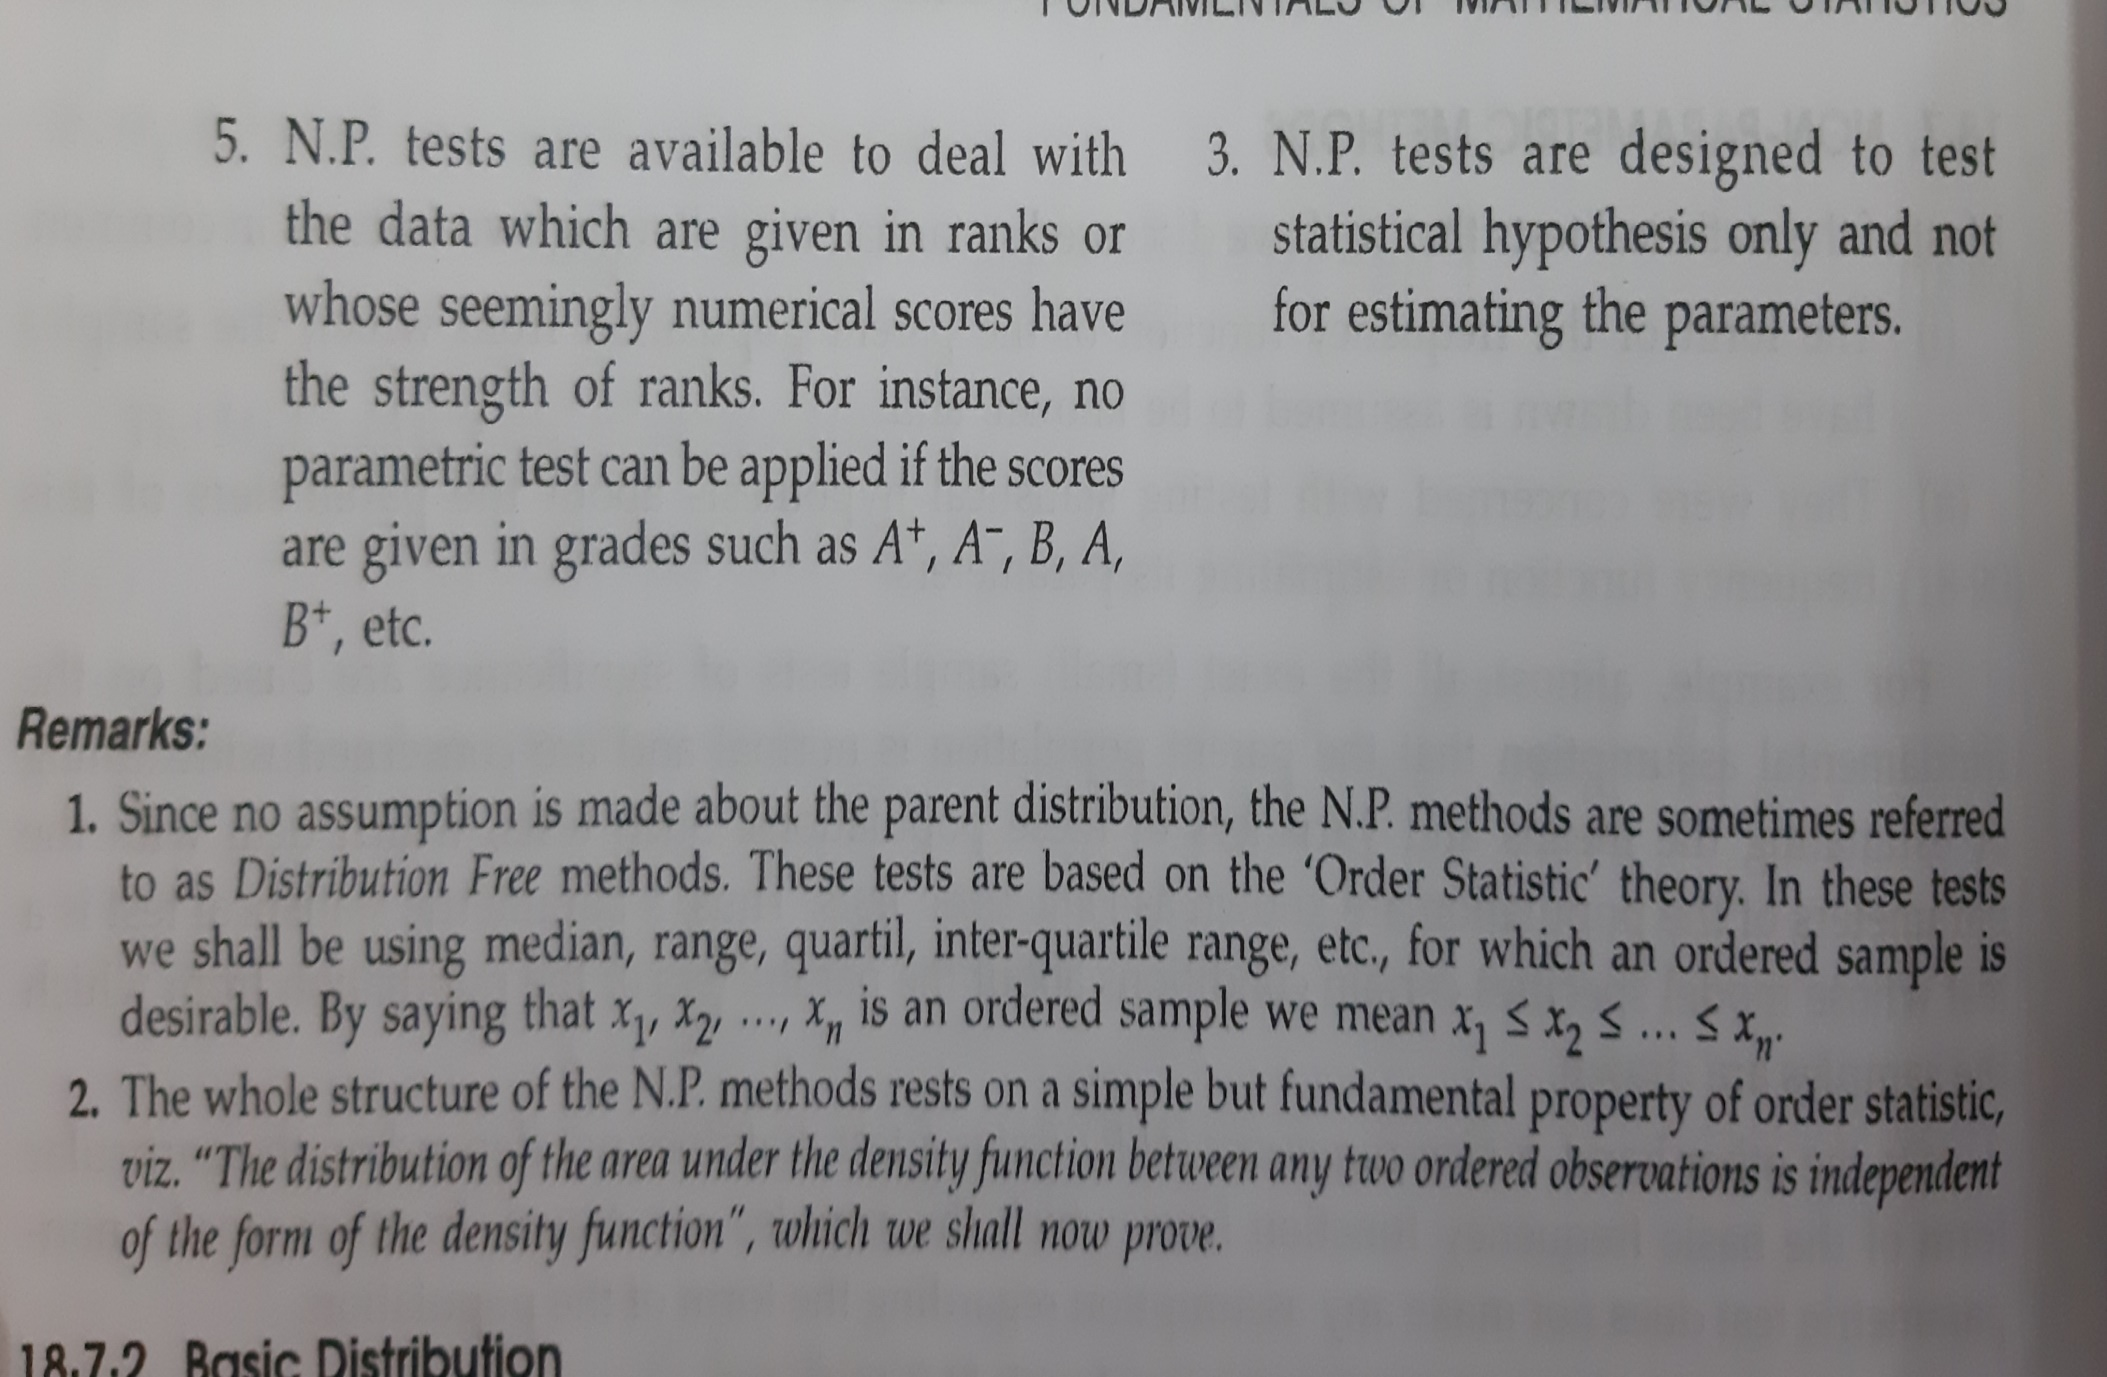 FUNDAMENTALS OF MATHEMATICAL STATISTICS
5. N.P. tests are available to deal with
the data which are given in ranks or
whose seemingly numerical scores have
the strength of ranks. For instance, no
parametric test can be applied if the scores
are given in grades such as A⁺, A⁻, B, A,
B⁺, etc.
3. N.P. tests are designed to test
statistical hypothesis only and not
for estimating the parameters.
Remarks:
1. Since no assumption is made about the parent distribution, the N.P. methods are sometimes referred
to as Distribution Free methods. These tests are based on the ‘Order Statistic’ theory. In these tests
we shall be using median, range, quartil, inter-quartile range, etc., for which an ordered sample is
desirable. By saying that x₁, x₂, ..., xₙ is an ordered sample we mean x₁ ≤ x₂ ≤ ... ≤ xₙ.
2. The whole structure of the N.P. methods rests on a simple but fundamental property of order statistic,
viz. “The distribution of the area under the density function between any two ordered observations is independent
of the form of the density function”, which we shall now prove.
18.7.2 Basic Distribution